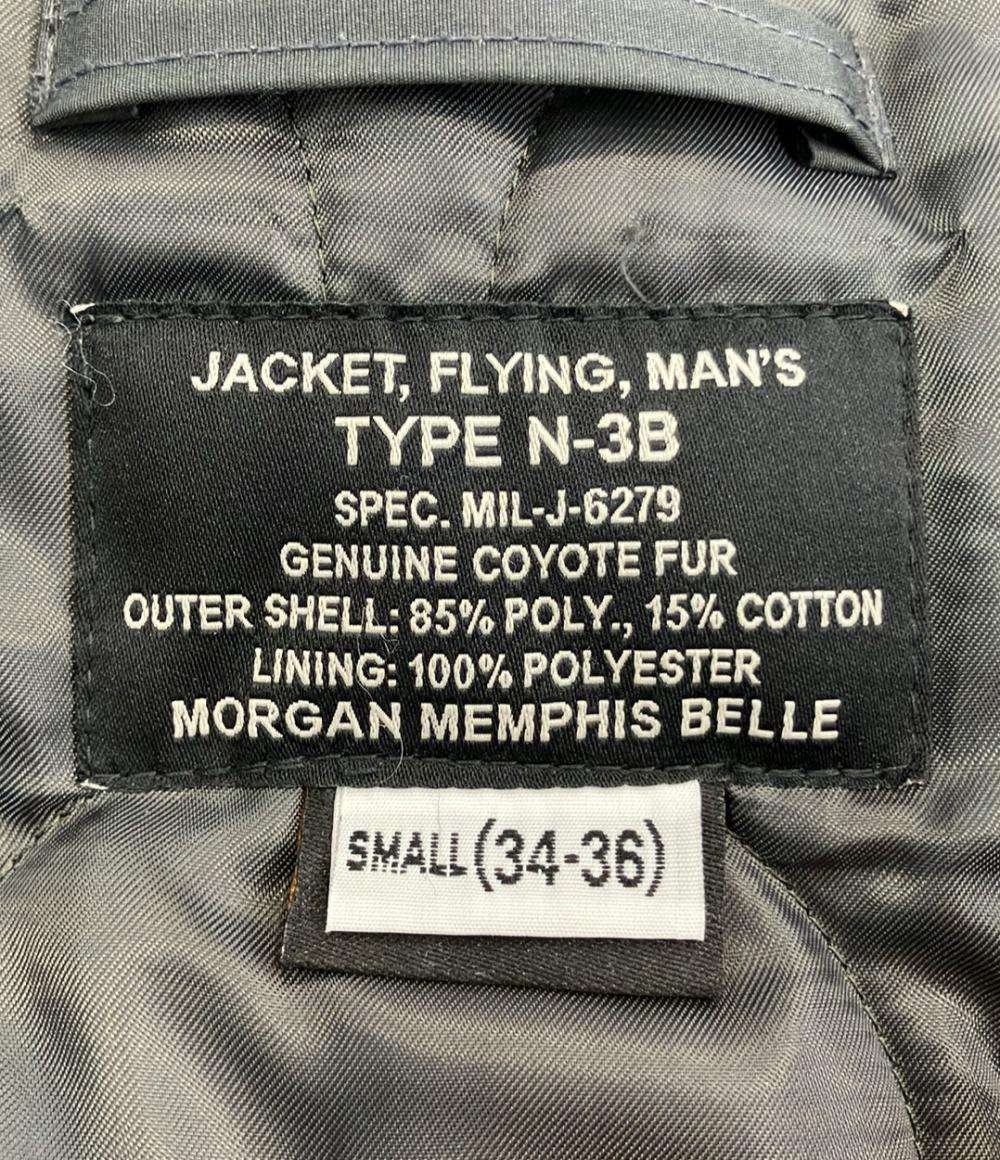 JACKET, FLYING, MAN'S
TYPE N-3B
SPEC. MIL-J-6279
GENUINE COYOTE FUR
OUTER SHELL: 85% POLY., 15% COTTON
LINING: 100% POLYESTER
MORGAN MEMPHIS BELLE
SMALL (34-36)